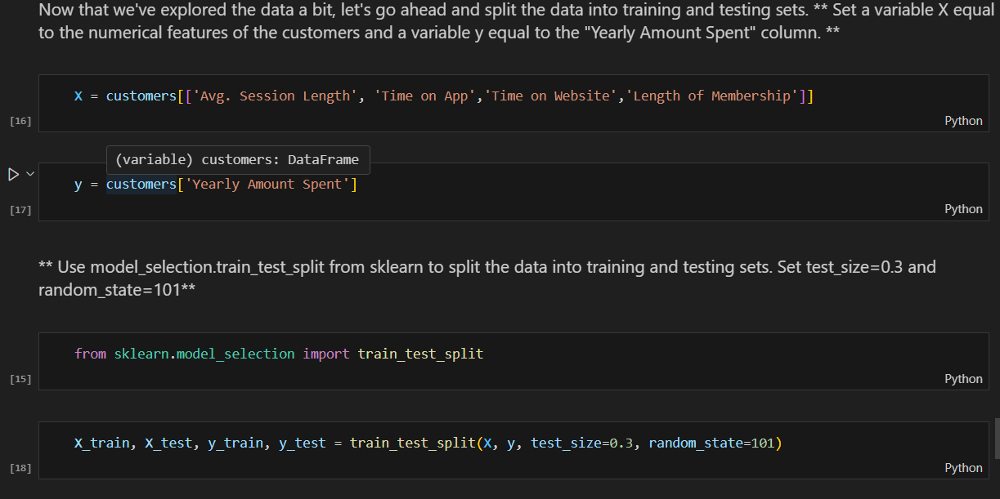 Now that we've explored the data a bit, let's go ahead and split the data into training and testing sets. ** Set a variable X equal
to the numerical features of the customers and a variable y equal to the "Yearly Amount Spent" column. **
X = customers[['Avg. Session Length', 'Time on App','Time on Website','Length of Membership']]
[16]
Python
(variable) customers: DataFrame
y = customers['Yearly Amount Spent']
[17]
Python
** Use model_selection.train_test_split from sklearn to split the data into training and testing sets. Set test_size=0.3 and
random_state=101**
from sklearn.model_selection import train_test_split
[15]
Python
X_train, X_test, y_train, y_test = train_test_split(X, y, test_size=0.3, random_state=101)
[18]
Python